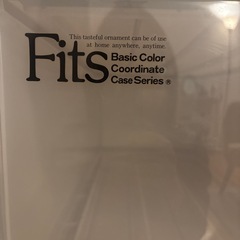 This tasteful ornament can be of use
at home anywhere, anytime.
Fits Basic Color
Coordinate
Case Series ®